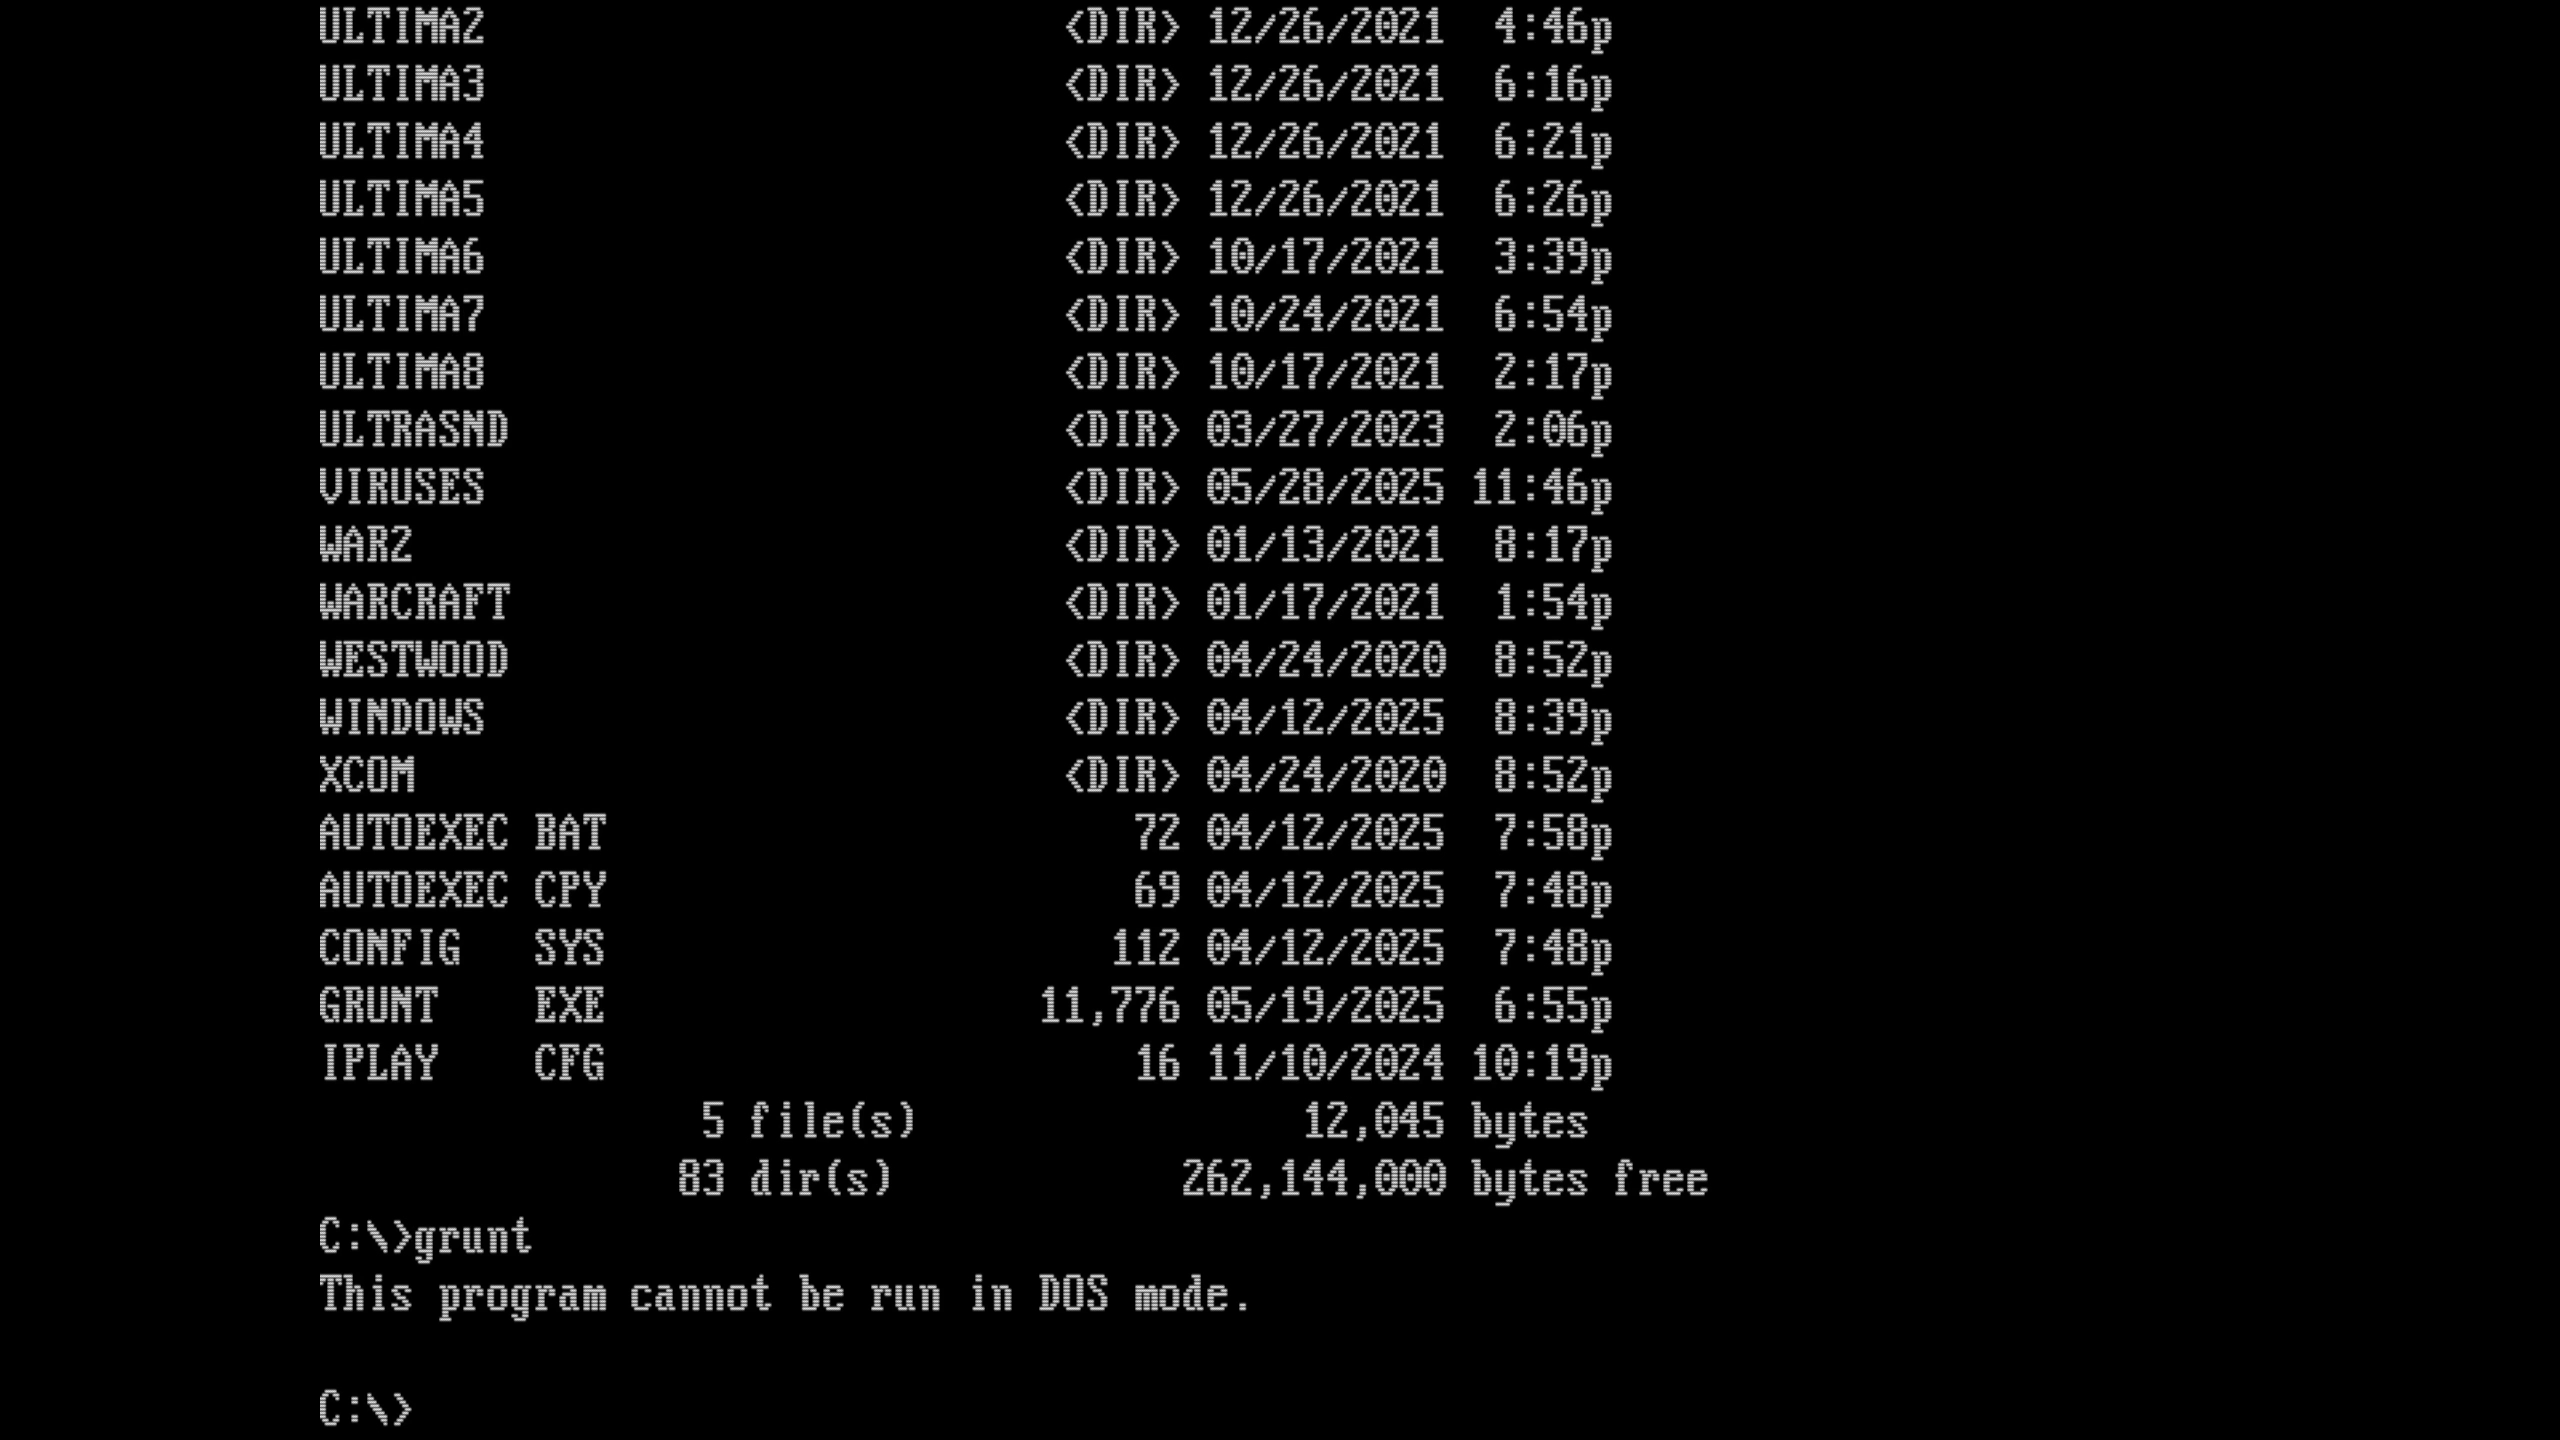 ULTIMA2 <DIR> 12/26/2021 4:46p
ULTIMA3 <DIR> 12/26/2021 6:16p
ULTIMA4 <DIR> 12/26/2021 6:21p
ULTIMA5 <DIR> 12/26/2021 6:26p
ULTIMA6 <DIR> 10/17/2021 3:39p
ULTIMA7 <DIR> 10/24/2021 6:54p
ULTIMA8 <DIR> 10/17/2021 2:17p
ULTRASND <DIR> 03/27/2023 2:06p
VIRUSES <DIR> 05/28/2025 11:46p
WAR2 <DIR> 01/13/2021 8:17p
WARCRAFT <DIR> 01/17/2021 1:54p
WESTWOOD <DIR> 04/24/2020 8:52p
WINDOWS <DIR> 04/12/2025 8:39p
XCOM <DIR> 04/24/2020 8:52p
AUTOEXEC BAT 72 04/12/2025 7:58p
AUTOEXEC CPY 69 04/12/2025 7:48p
CONFIG SYS 112 04/12/2025 7:48p
GRUNT EXE 11,776 05/19/2025 6:55p
IPLAY CFG 16 11/10/2024 10:19p
5 file(s) 12,045 bytes
83 dir(s) 262,144,000 bytes free
C:\>grunt
This program cannot be run in DOS mode.
C:\>